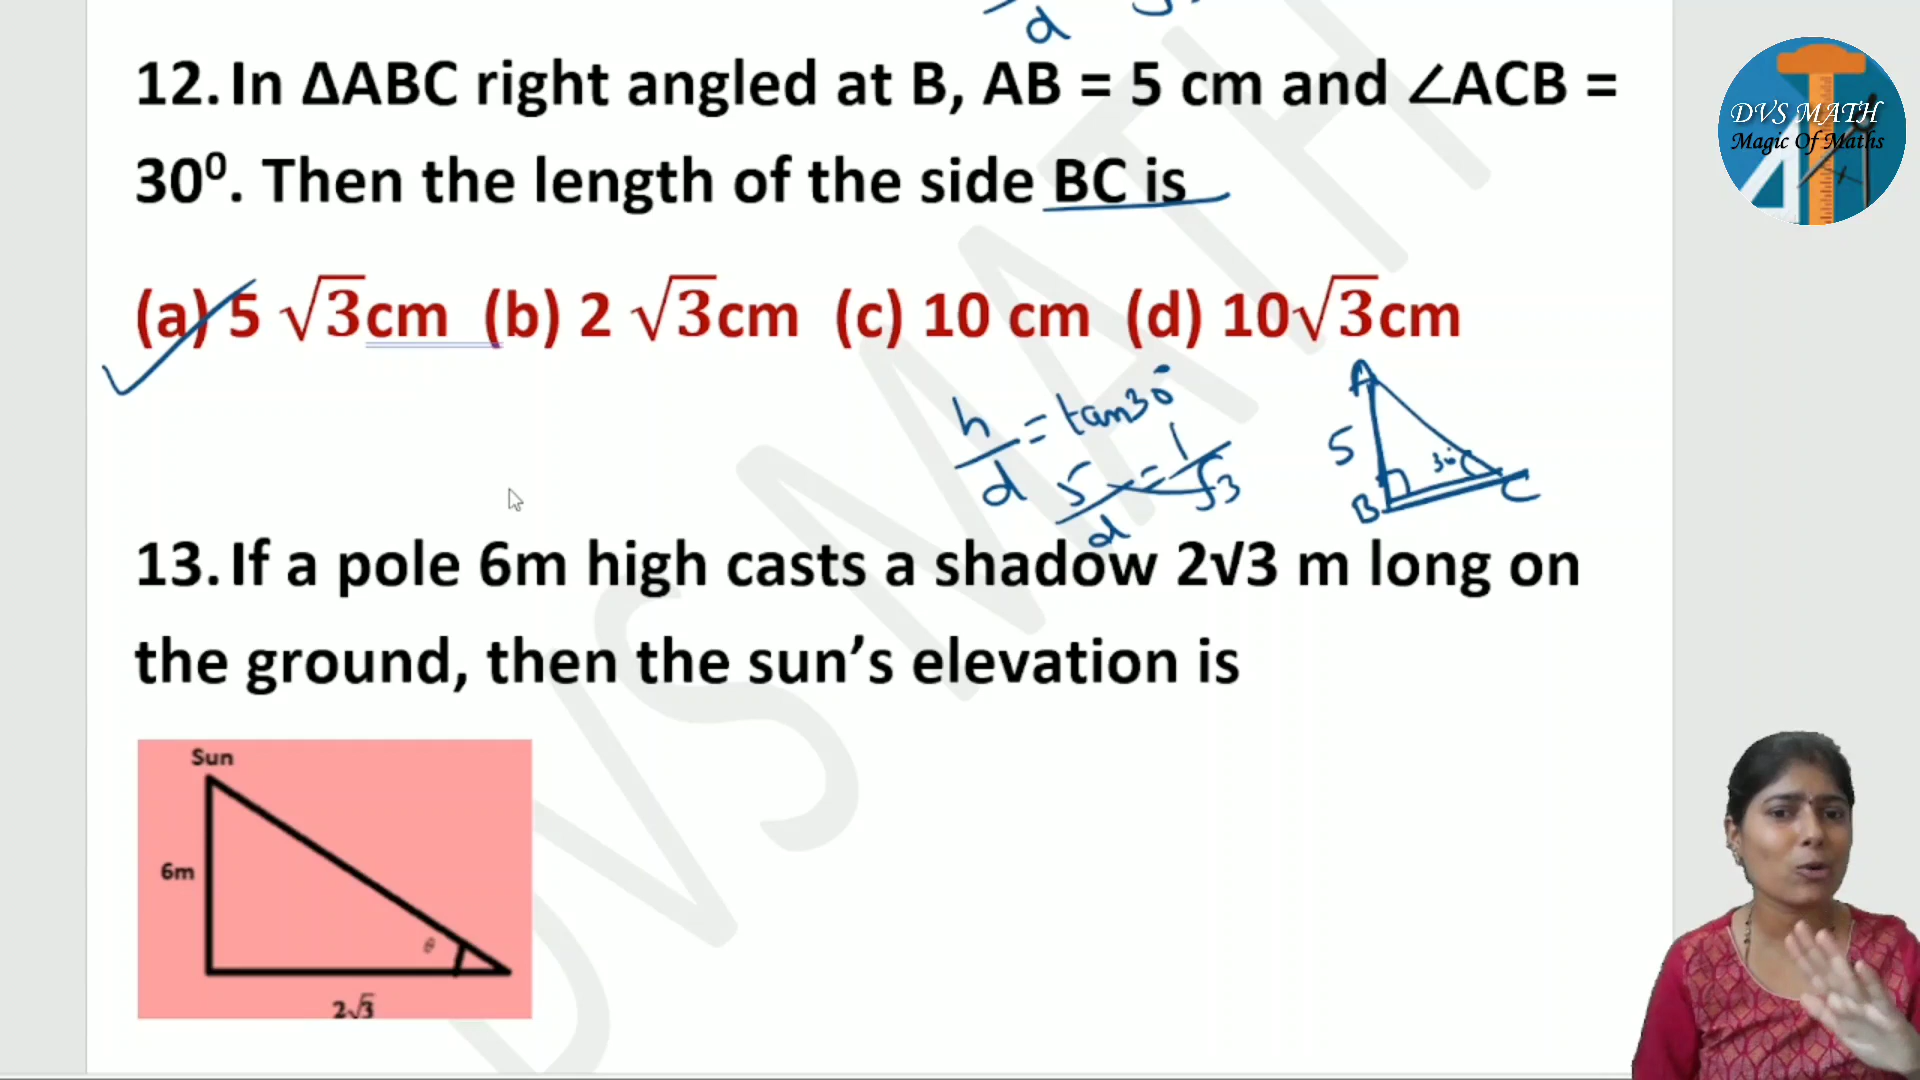 d
12. In ΔABC right angled at B, AB = 5 cm and ∠ACB =
30⁰. Then the length of the side BC is
(a) 5 √3cm (b) 2 √3cm (c) 10 cm (d) 10√3cm
h/d = tan30°
5/d = 1/√3
A
5
30°
B
C
13. If a pole 6m high casts a shadow 2√3 m long on
the ground, then the sun’s elevation is
Sun
6m
θ
2√3
DVS MATH
Magic Of Maths
DVS MATH